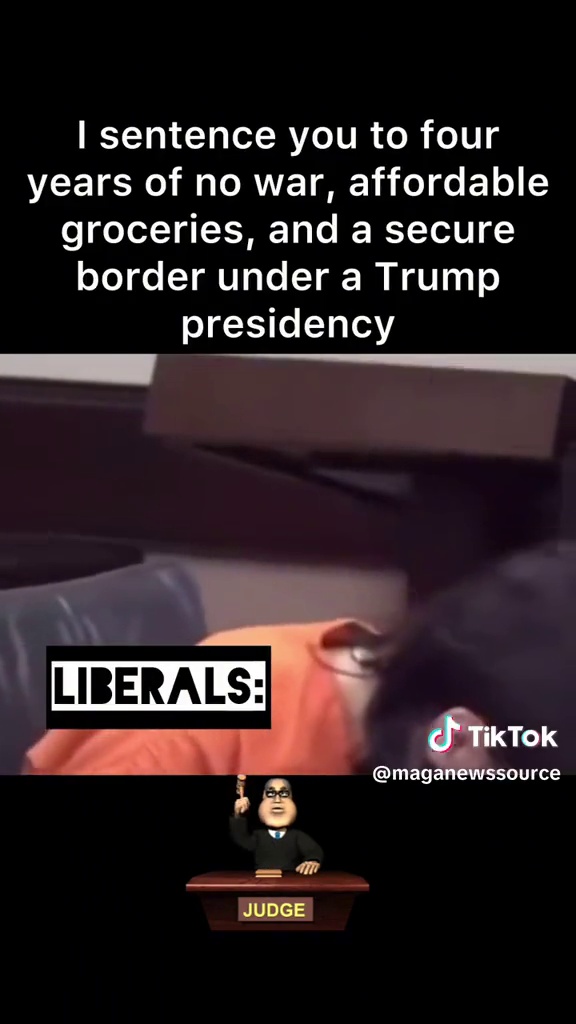 I sentence you to four
years of no war, affordable
groceries, and a secure
border under a Trump
presidency
LIBERALS:
TikTok
@maganewssource
JUDGE